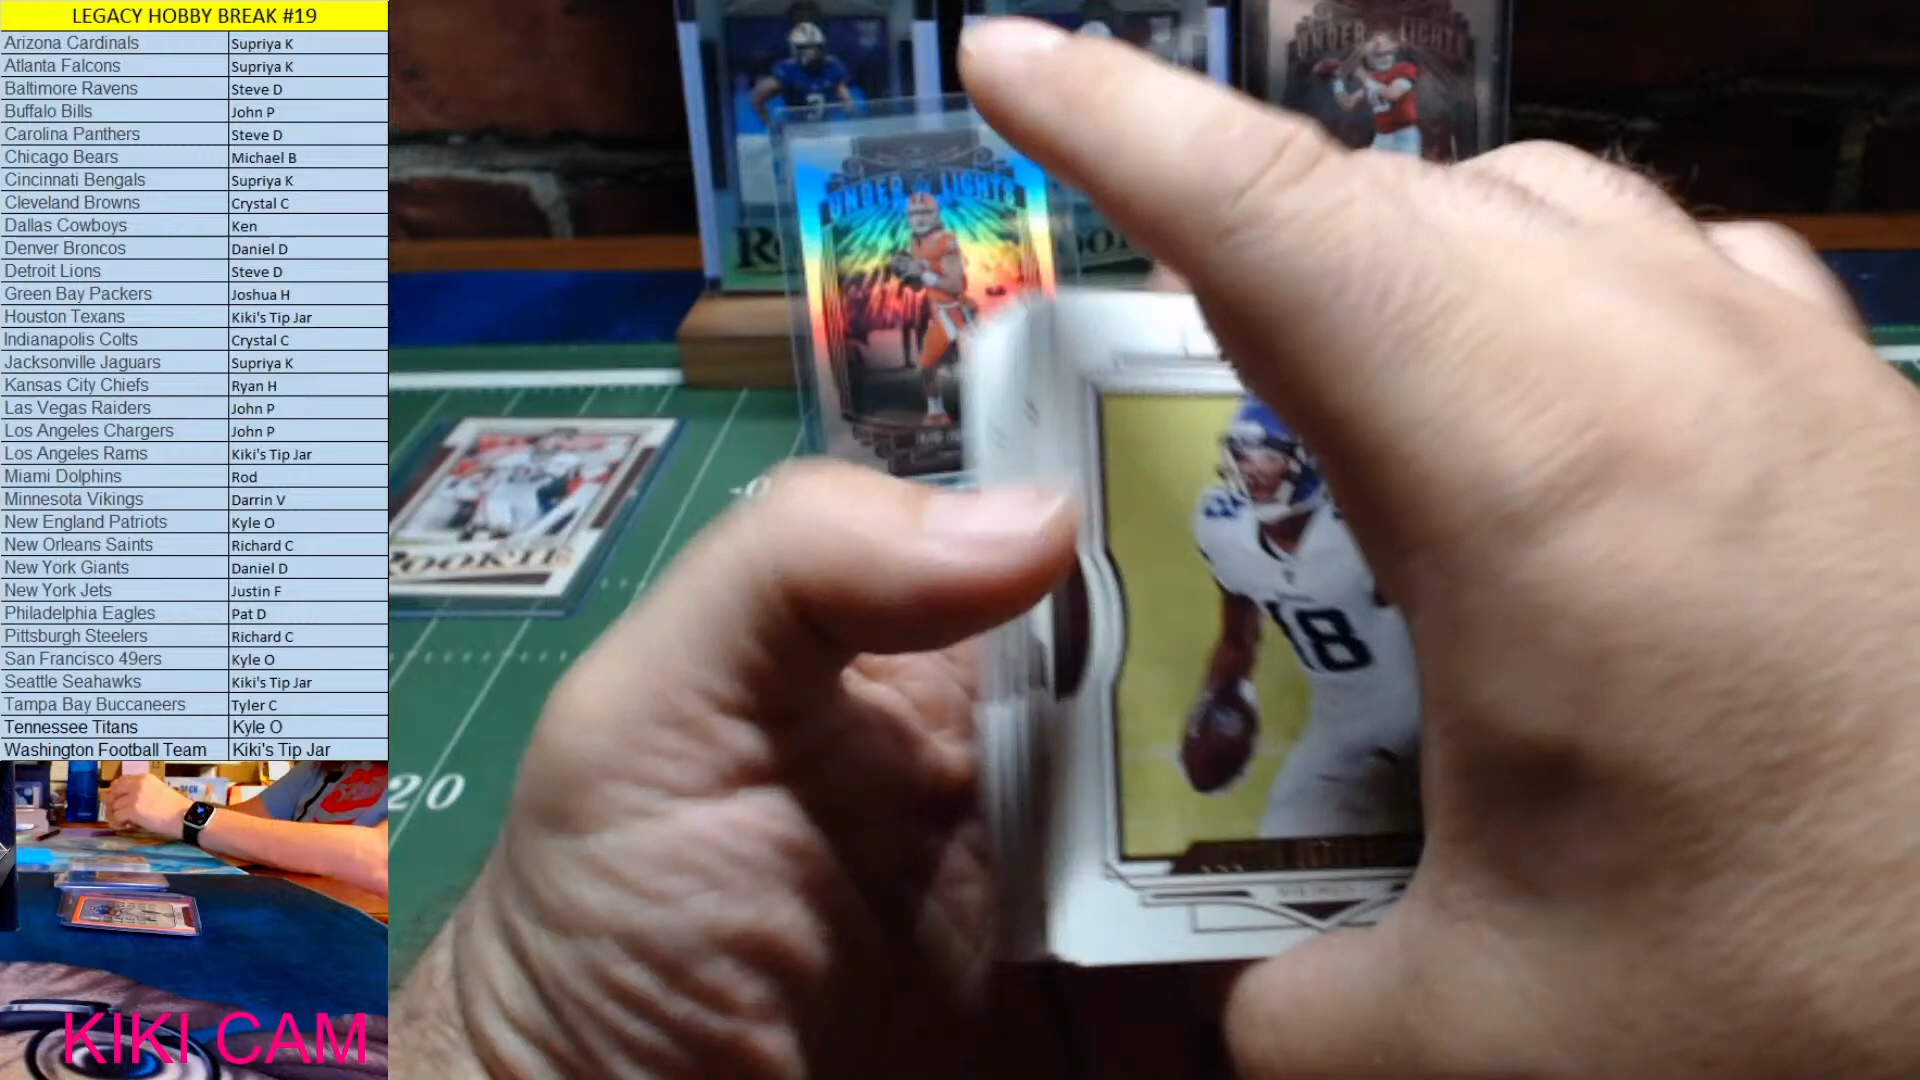 LEGACY HOBBY BREAK #19
Arizona Cardinals Supriya K
Atlanta Falcons Supriya K
Baltimore Ravens Steve D
Buffalo Bills John P
Carolina Panthers Steve D
Chicago Bears Michael B
Cincinnati Bengals Supriya K
Cleveland Browns Crystal C
Dallas Cowboys Ken
Denver Broncos Daniel D
Detroit Lions Steve D
Green Bay Packers Joshua H
Houston Texans Kiki's Tip Jar
Indianapolis Colts Crystal C
Jacksonville Jaguars Supriya K
Kansas City Chiefs Ryan H
Las Vegas Raiders John P
Los Angeles Chargers John P
Los Angeles Rams Kiki's Tip Jar
Miami Dolphins Rod
Minnesota Vikings Darrin V
New England Patriots Kyle O
New Orleans Saints Richard C
New York Giants Daniel D
New York Jets Justin F
Philadelphia Eagles Pat D
Pittsburgh Steelers Richard C
San Francisco 49ers Kyle O
Seattle Seahawks Kiki's Tip Jar
Tampa Bay Buccaneers Tyler C
Tennessee Titans Kyle O
Washington Football Team Kiki's Tip Jar
KIKI CAM
UNDER LIGHTS
UNDER LIGHTS
3
ROOKIE
18
VIKINGS
20